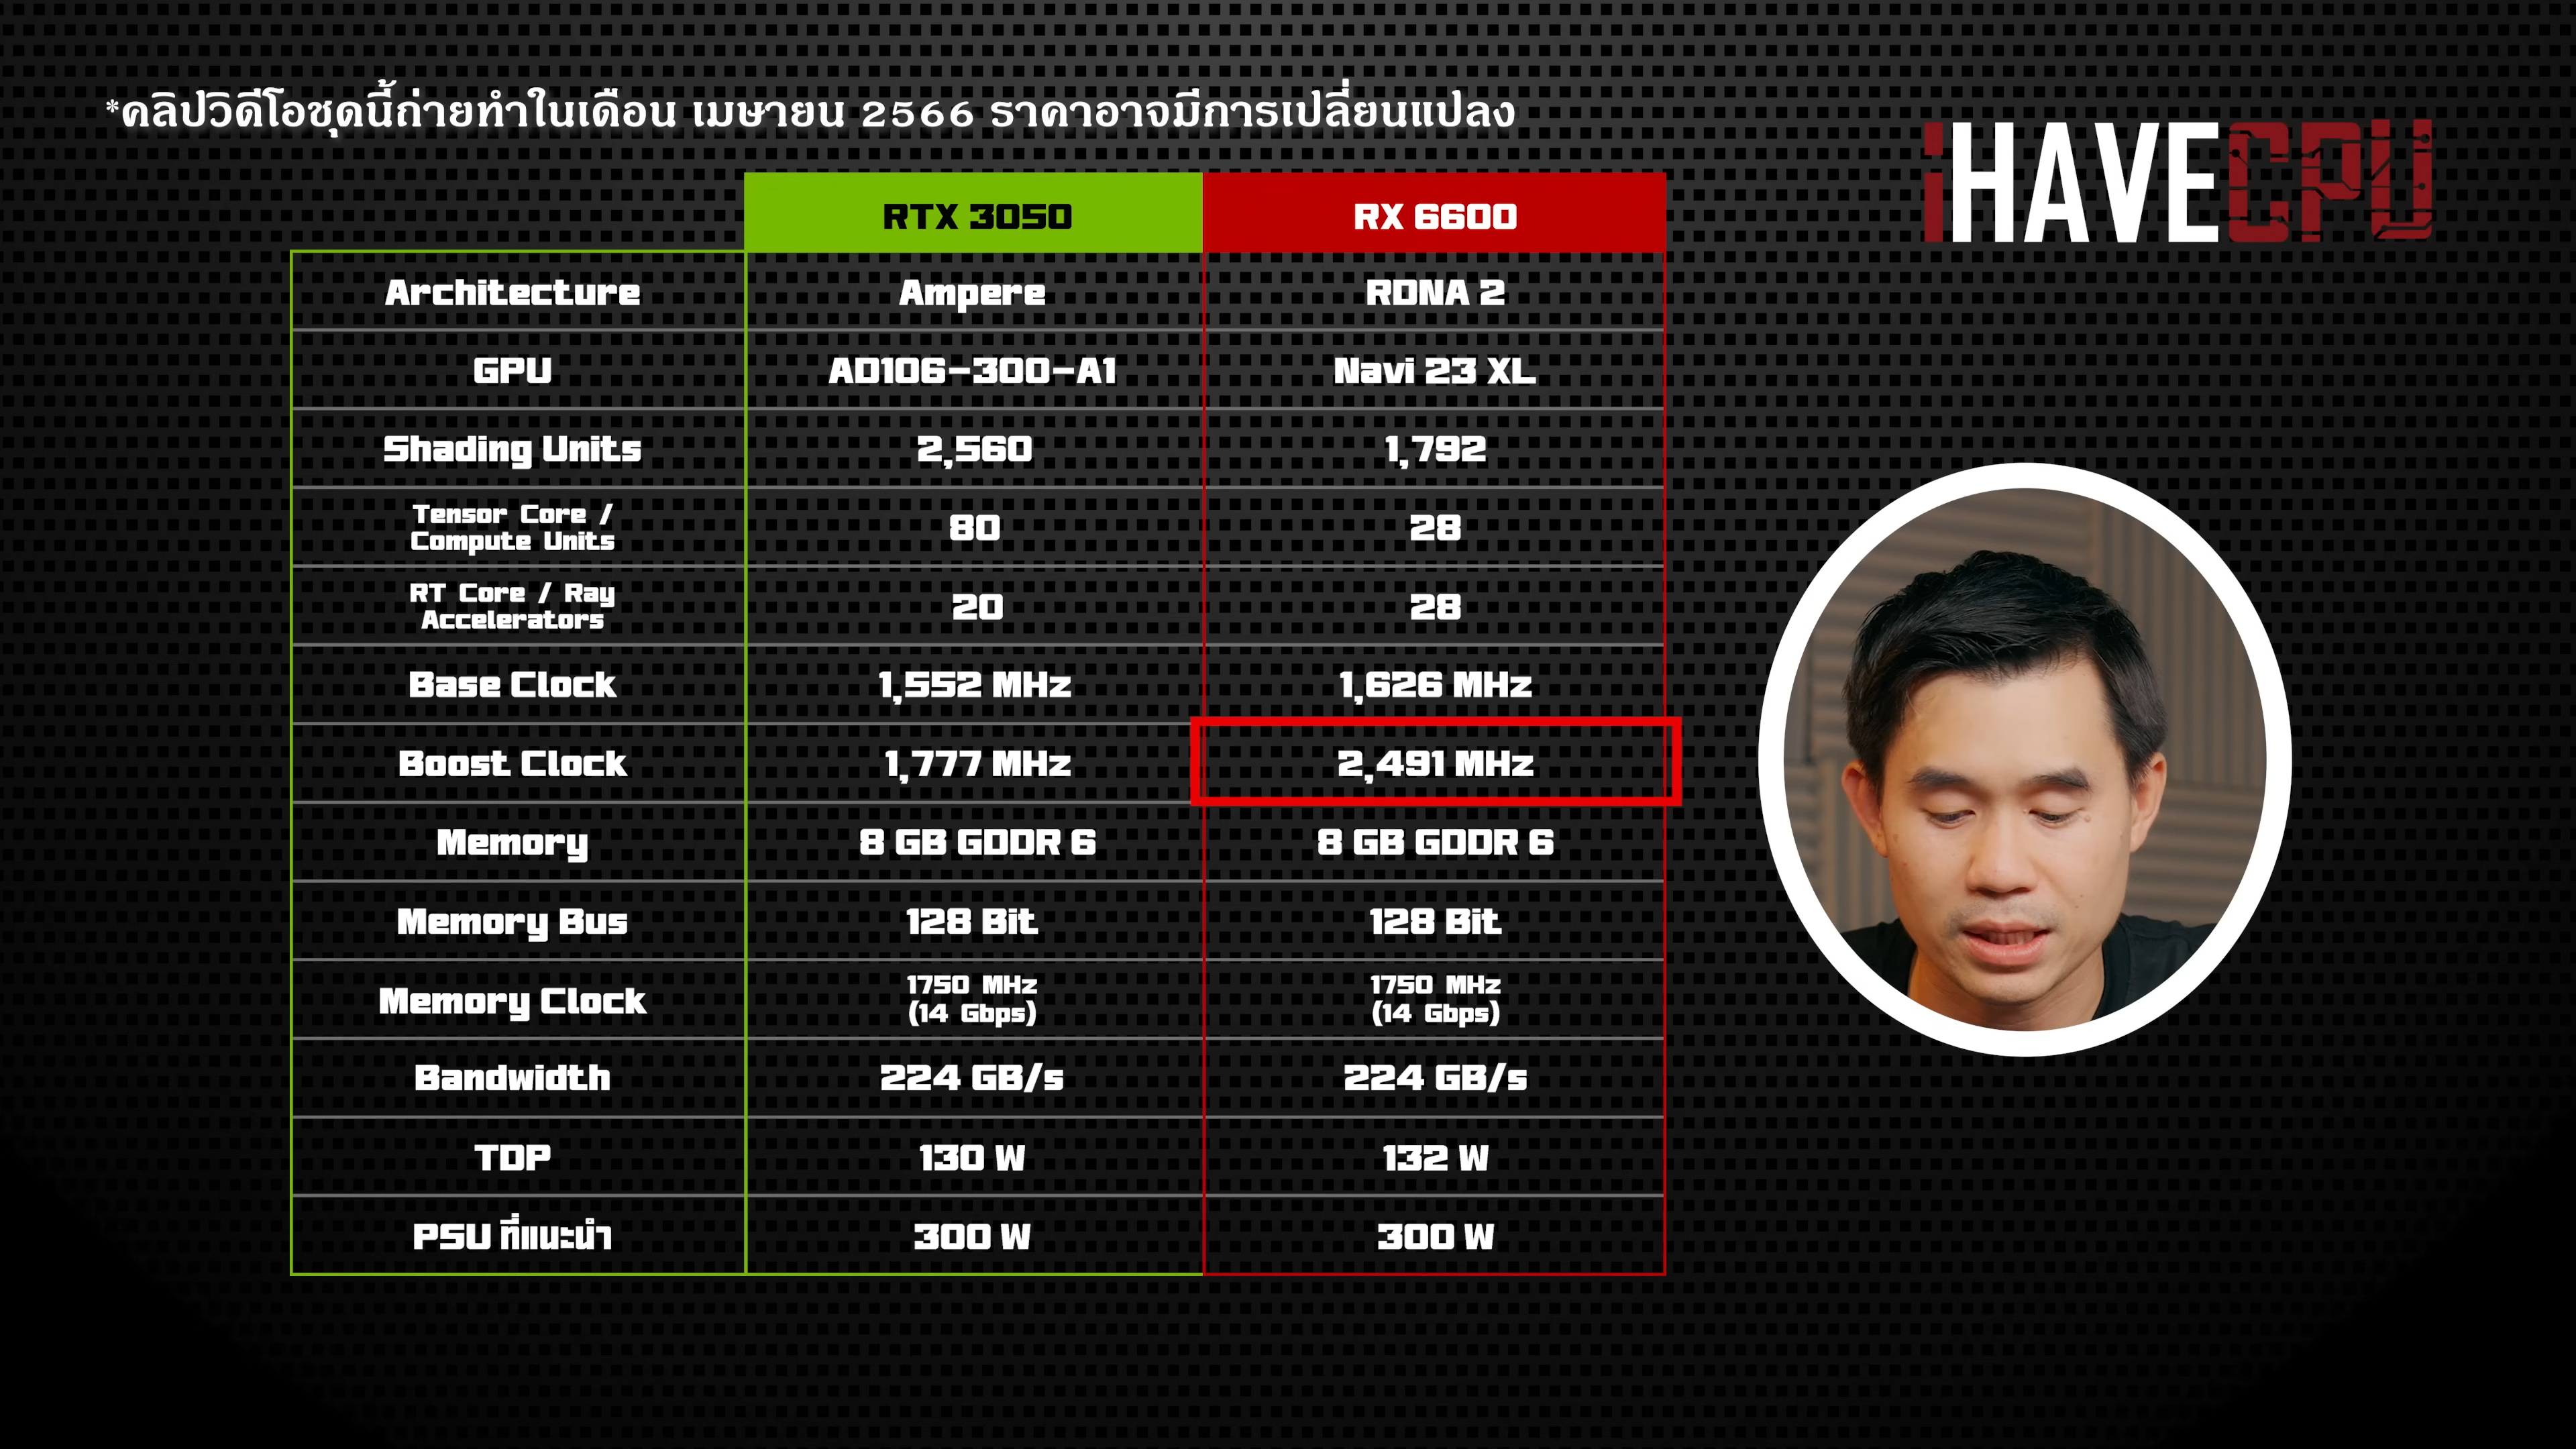 *คลิปวิดีโอชุดนี้ถ่ายทำในเดือน เมษายน 2566 ราคาอาจมีการเปลี่ยนแปลง
iHAVECPU
RTX 3050 RX 6600
Architecture Ampere RDNA 2
GPU AD106-300-A1 Navi 23 XL
Shading Units 2,560 1,792
Tensor Core /
Compute Units 80 28
RT Core / Ray
Accelerators 20 28
Base Clock 1,552 MHz 1,626 MHz
Boost Clock 1,777 MHz 2,491 MHz
Memory 8 GB GDDR 6 8 GB GDDR 6
Memory Bus 128 Bit 128 Bit
Memory Clock 1750 MHz 1750 MHz
(14 Gbps) (14 Gbps)
Bandwidth 224 GB/s 224 GB/s
TDP 130 W 132 W
PSU ที่แนะนำ 300 W 300 W